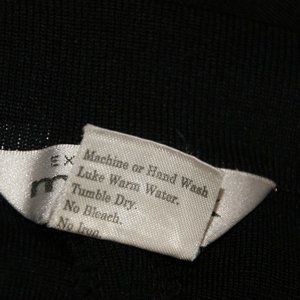 Machine or Hand Wash
Luke Warm Water.
Tumble Dry.
No Bleach.
No Iron